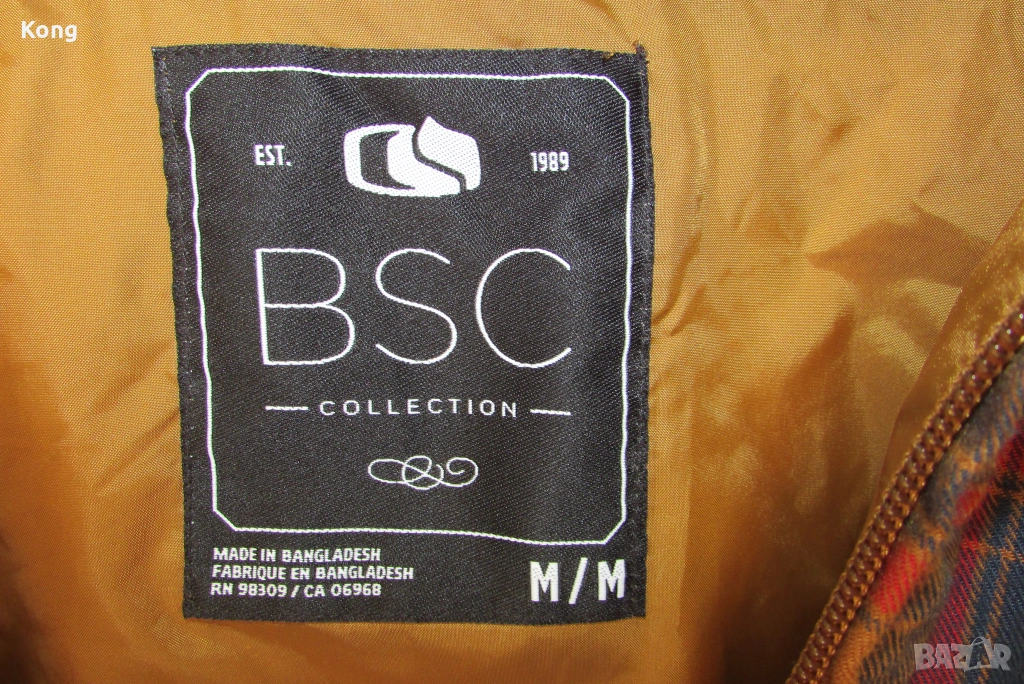 Kong
EST. 1989
BSC
COLLECTION
MADE IN BANGLADESH
FABRIQUE EN BANGLADESH
RN 98309 / CA 06968
M / M
BAZAR